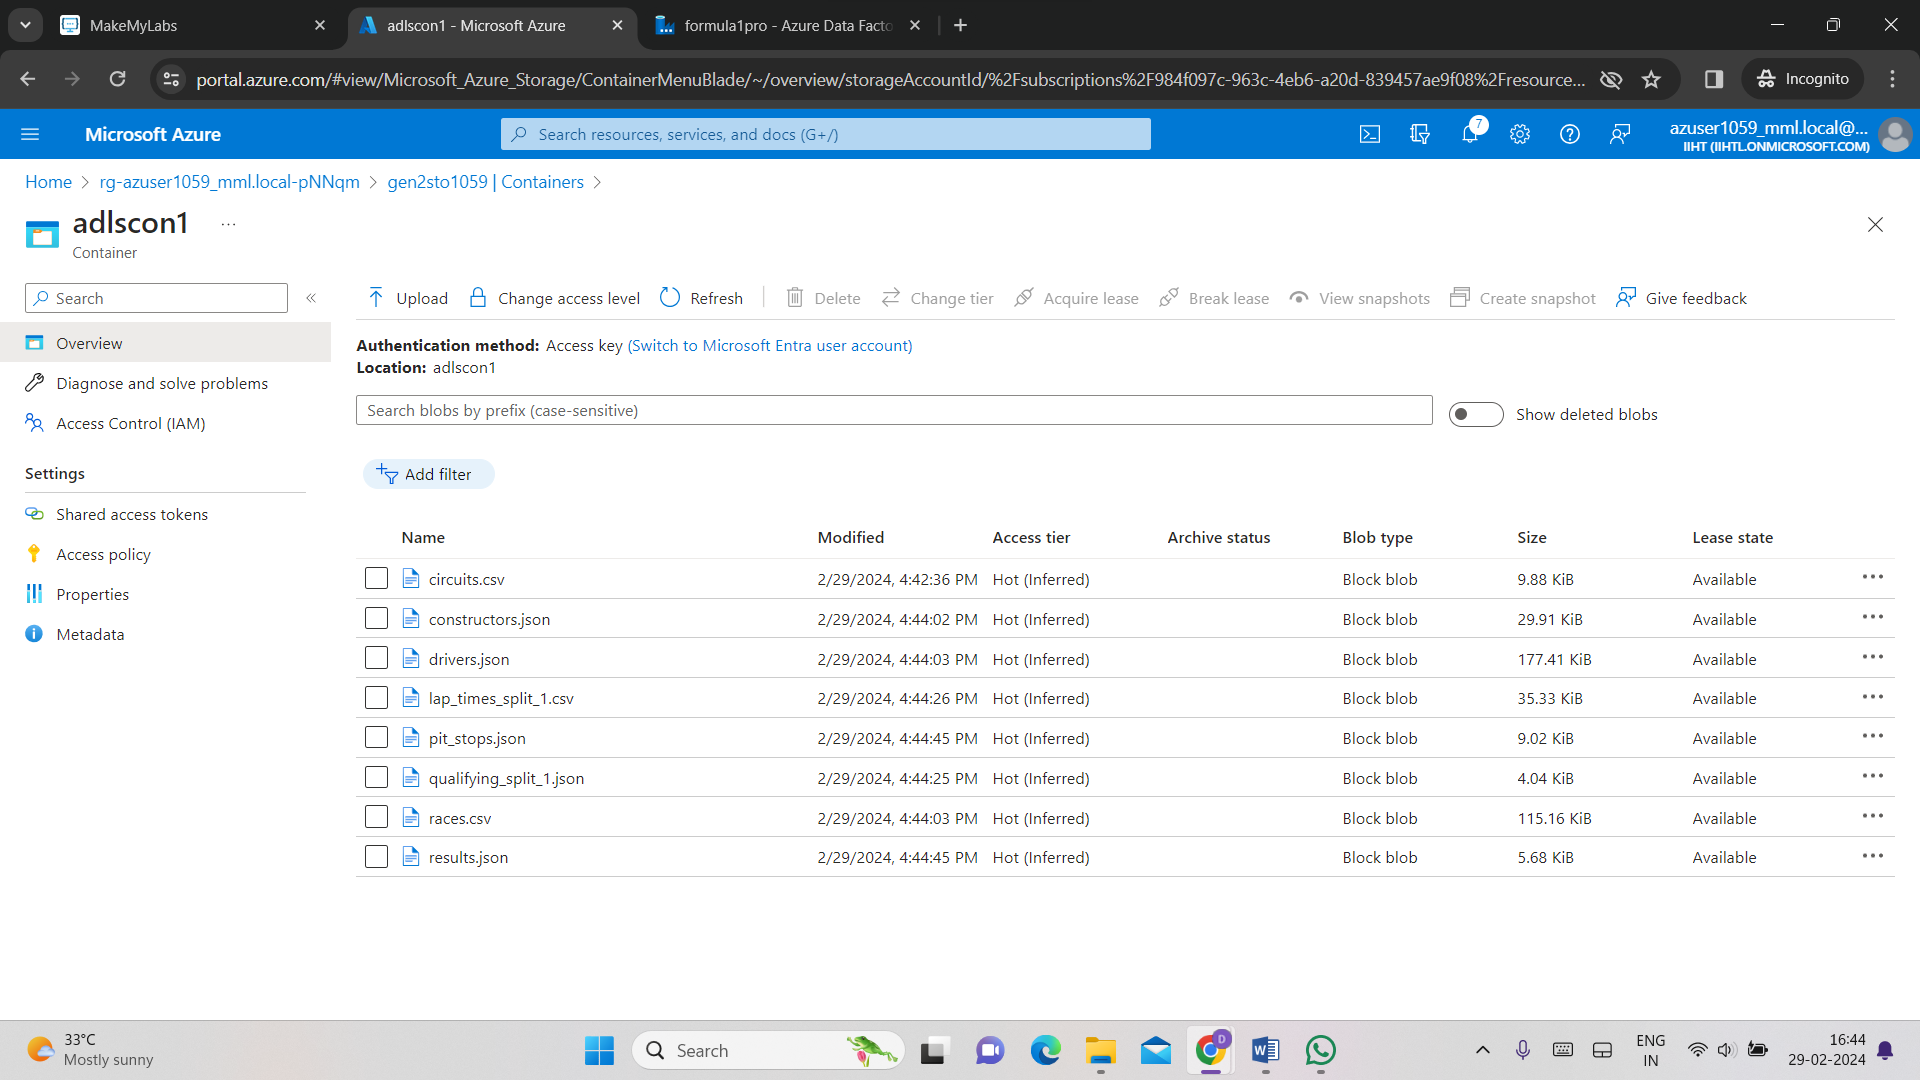 MakeMyLabs
adlscon1 - Microsoft Azure
formula1pro - Azure Data Facto
portal.azure.com/#view/Microsoft_Azure_Storage/ContainerMenuBlade/~/overview/storageAccountId/%2Fsubscriptions%2F984f097c-963c-4eb6-a20d-839457ae9f08%2Fresource...
Incognito
Microsoft Azure
Search resources, services, and docs (G+/)
7
azuser1059_mml.local@...
IIHT (IIHTL.ONMICROSOFT.COM)
Home > rg-azuser1059_mml.local-pNNqm > gen2sto1059 | Containers >
adlscon1 ...
Container
Search
«
Upload
Change access level
Refresh
Delete
Change tier
Acquire lease
Break lease
View snapshots
Create snapshot
Give feedback
Overview
Diagnose and solve problems
Access Control (IAM)
Settings
Shared access tokens
Access policy
Properties
Metadata
Authentication method: Access key (Switch to Microsoft Entra user account)
Location: adlscon1
Search blobs by prefix (case-sensitive)
Show deleted blobs
Add filter
Name Modified Access tier Archive status Blob type Size Lease state
circuits.csv 2/29/2024, 4:42:36 PM Hot (Inferred) Block blob 9.88 KiB Available ...
constructors.json 2/29/2024, 4:44:02 PM Hot (Inferred) Block blob 29.91 KiB Available ...
drivers.json 2/29/2024, 4:44:03 PM Hot (Inferred) Block blob 177.41 KiB Available ...
lap_times_split_1.csv 2/29/2024, 4:44:26 PM Hot (Inferred) Block blob 35.33 KiB Available ...
pit_stops.json 2/29/2024, 4:44:45 PM Hot (Inferred) Block blob 9.02 KiB Available ...
qualifying_split_1.json 2/29/2024, 4:44:25 PM Hot (Inferred) Block blob 4.04 KiB Available ...
races.csv 2/29/2024, 4:44:03 PM Hot (Inferred) Block blob 115.16 KiB Available ...
results.json 2/29/2024, 4:44:45 PM Hot (Inferred) Block blob 5.68 KiB Available ...
33°C
Mostly sunny
Search
D
ENG
IN
16:44
29-02-2024